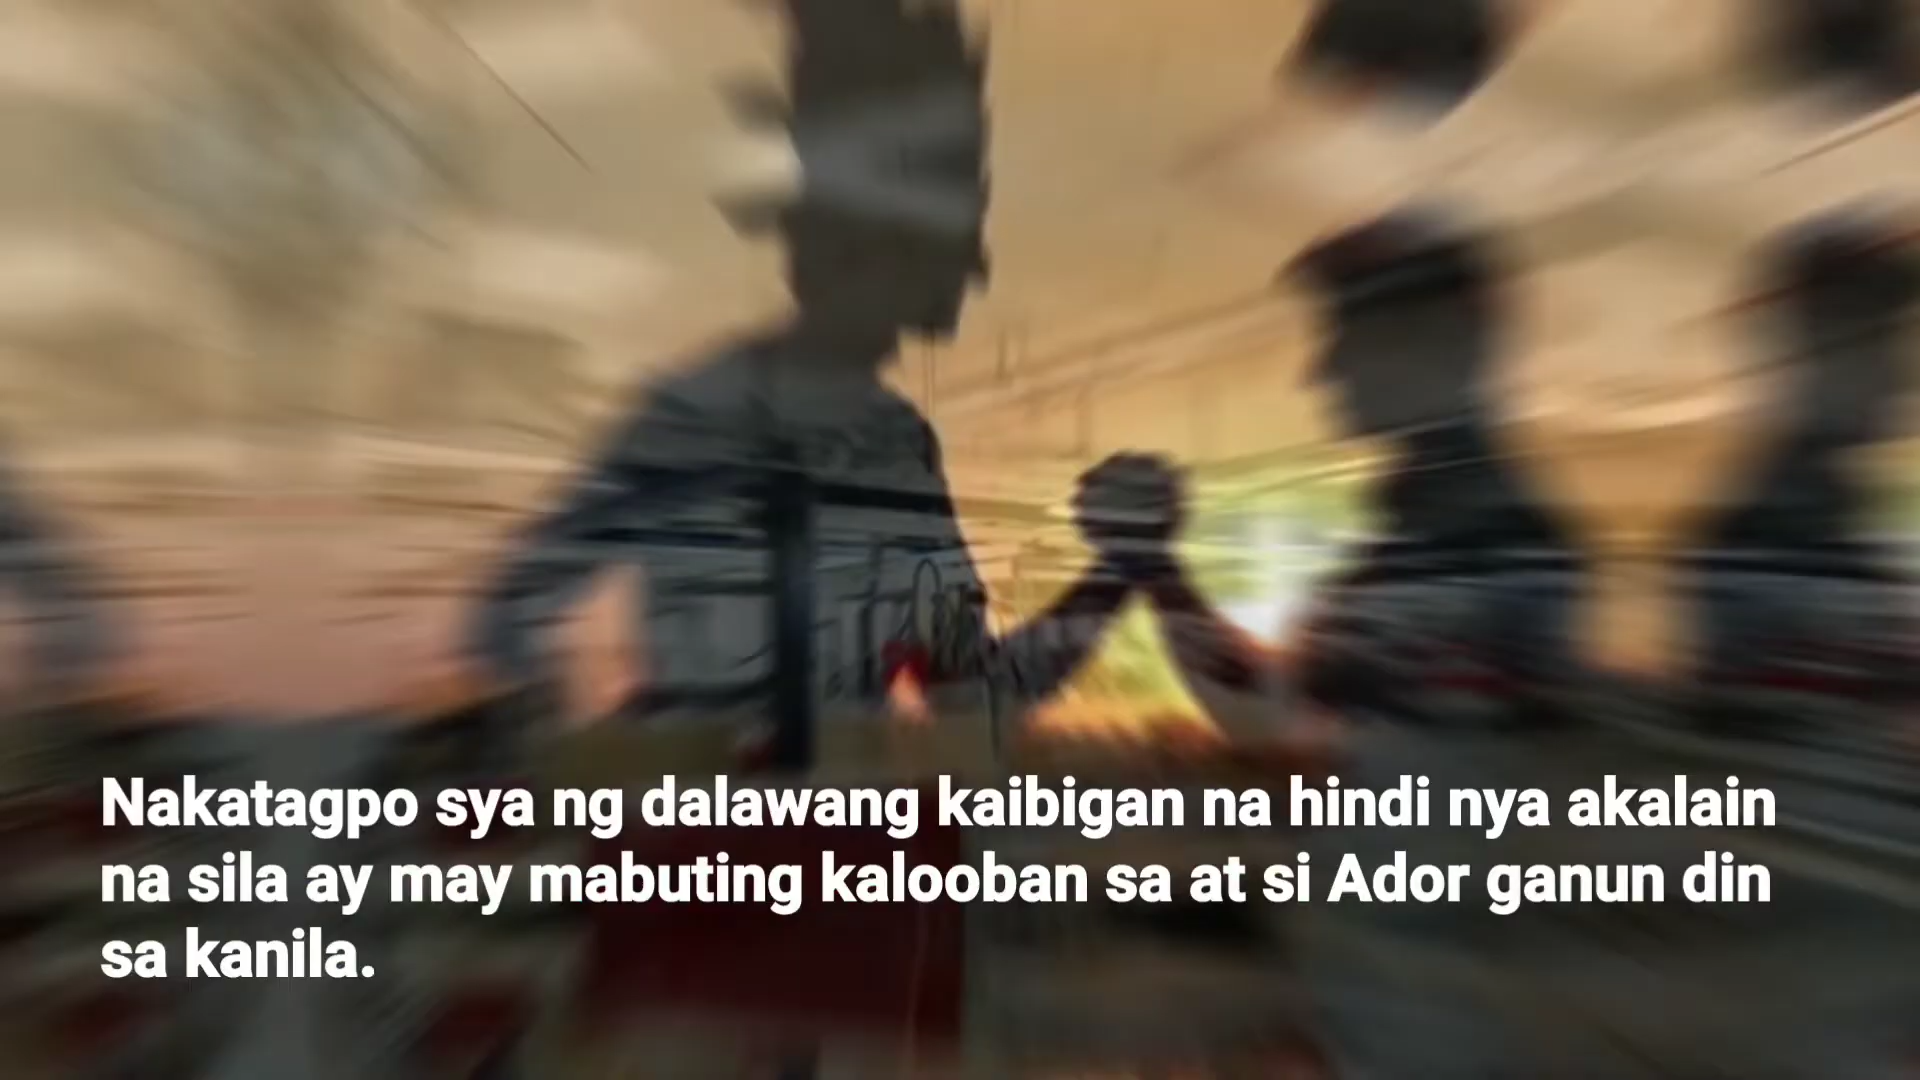 Nakatagpo sya ng dalawang kaibigan na hindi nya akalain
na sila ay may mabuting kalooban sa at si Ador ganun din
sa kanila.